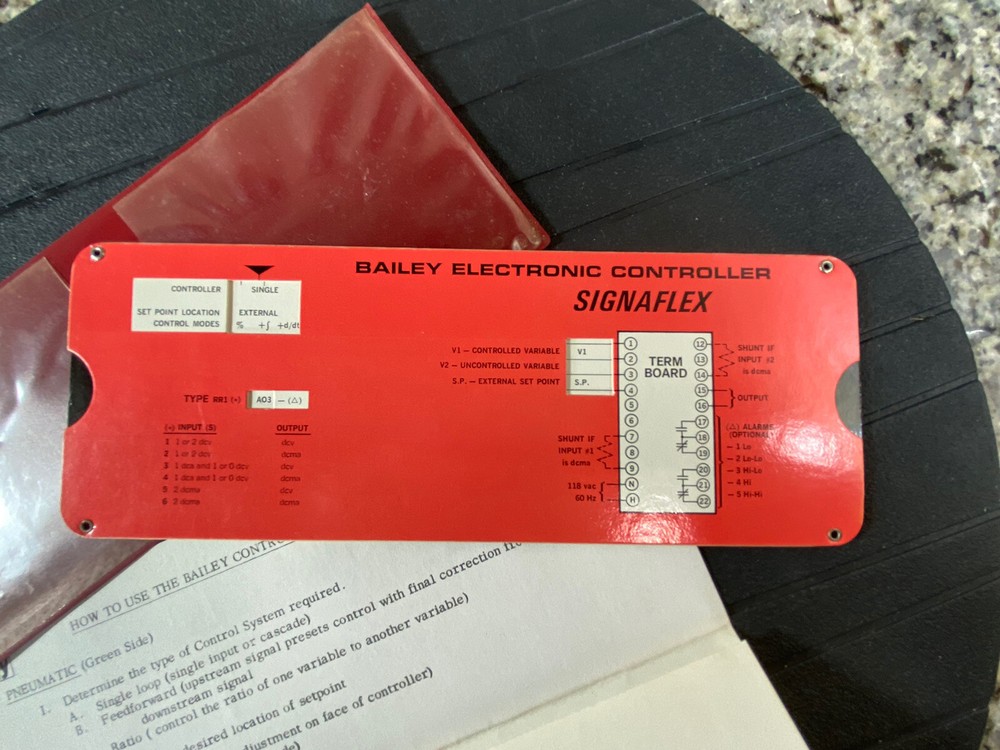 BAILEY ELECTRONIC CONTROLLER
SIGNAFLEX
CONTROLLER SINGLE
SET POINT LOCATION EXTERNAL
CONTROL MODES % +∫ +d/dt
TYPE RR1 (*) A03 — (△)
(*) INPUT (S) OUTPUT
1 1 or 2 dcv dcv
2 1 or 2 dcv dcma
3 1 dca and 1 or 0 dcv dcv
4 1 dca and 1 or 0 dcv dcma
5 2 dcma dcv
6 2 dcma dcma
V1 — CONTROLLED VARIABLE V1
V2 — UNCONTROLLED VARIABLE
S.P. — EXTERNAL SET POINT S.P.
SHUNT IF
INPUT #1
is dcma
118 vac
60 Hz
TERM
BOARD
1
2
3
4
5
6
7
8
9
N
H
12
13
14
15
16
17
18
19
20
21
22
SHUNT IF
INPUT #2
is dcma
OUTPUT
(△) ALARMS
(OPTIONAL)
— 1 Lo
— 2 Lo-Lo
— 3 Hi-Lo
— 4 Hi
— 5 Hi-Hi
HOW TO USE THE BAILEY
PNEUMATIC (Green Side)
1. Determine the type of Control System required.
A. Single loop (single input or cascade)
B. Feedforward (upstream signal presets control with final correction
downstream signal
Ratio ( control the ratio of one variable to another variable)
desired location of setpoint
on face of controller)